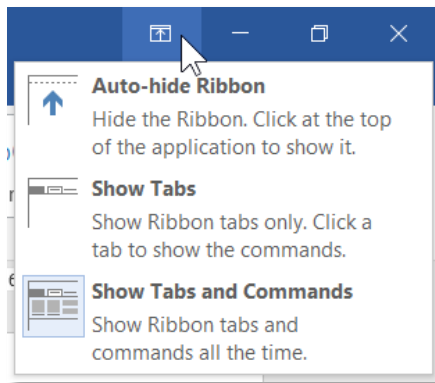 Auto-hide Ribbon
Hide the Ribbon. Click at the top
of the application to show it.
Show Tabs
Show Ribbon tabs only. Click a
tab to show the commands.
Show Tabs and Commands
Show Ribbon tabs and
commands all the time.